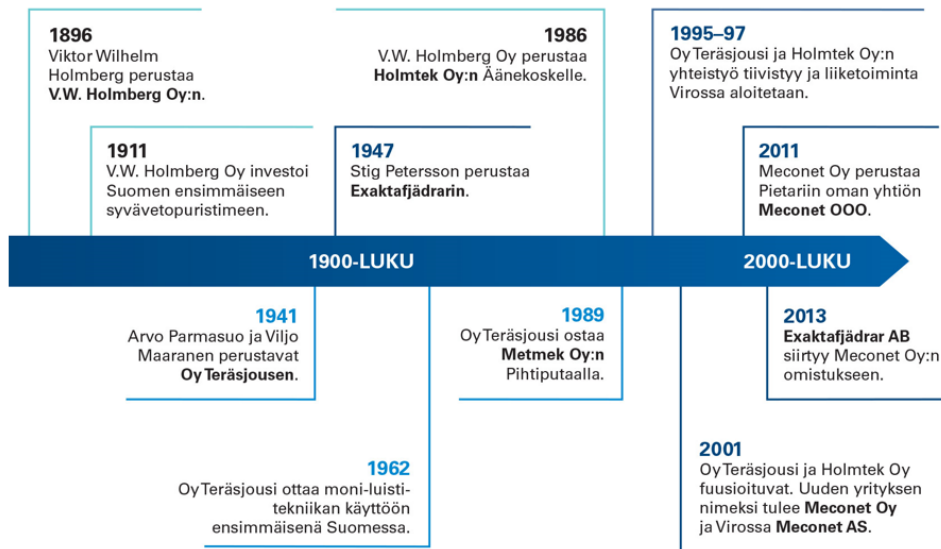 1896
Viktor Wilhelm
Holmberg perustaa
V.W. Holmberg Oy:n.
1986
V.W. Holmberg Oy perustaa
Holmtek Oy:n Äänekoskelle.
1995–97
Oy Teräsjousi ja Holmtek Oy:n
yhteistyö tiivistyy ja liiketoiminta
Virossa aloitetaan.
1911
V.W. Holmberg Oy investoi
Suomen ensimmäiseen
syvävetopuristimeen.
1947
Stig Petersson perustaa
Exaktafjädrarin.
2011
Meconet Oy perustaa
Pietariin oman yhtiön
Meconet OOO.
1900-LUKU
2000-LUKU
1941
Arvo Parmasuo ja Viljo
Maaranen perustavat
Oy Teräsjousen.
1989
Oy Teräsjousi ostaa
Metmek Oy:n
Pihtiputaalla.
2013
Exaktafjädrar AB
siirtyy Meconet Oy:n
omistukseen.
1962
Oy Teräsjousi ottaa moni-luisti-
tekniikan käyttöön
ensimmäisenä Suomessa.
2001
Oy Teräsjousi ja Holmtek Oy
fuusioituvat. Uuden yrityksen
nimeksi tulee Meconet Oy
ja Virossa Meconet AS.